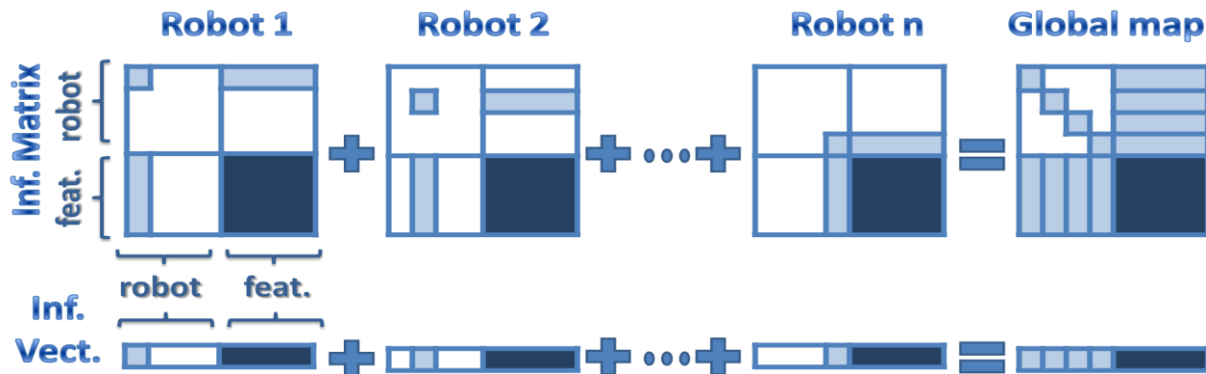 Robot 1
Robot 2
Robot n
Global map
Inf. Matrix
robot
feat.
+ + ... + =
robot feat.
Inf.
Vect.
+ + ... + =